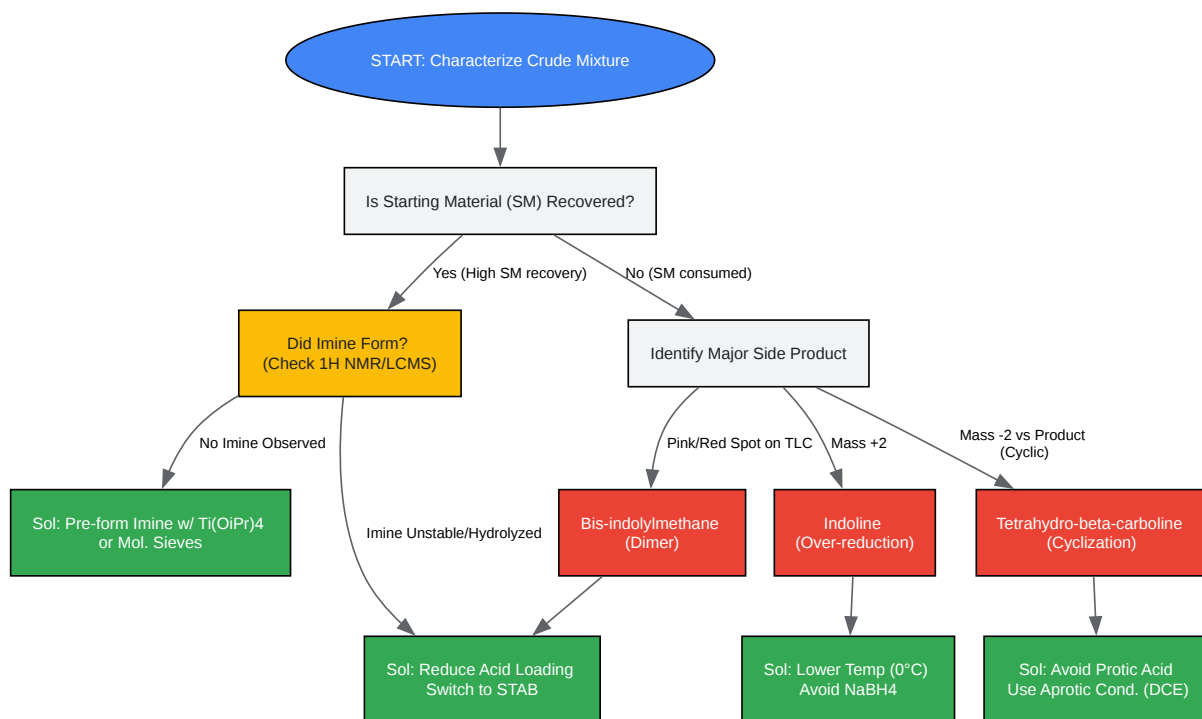 START: Characterize Crude Mixture
Is Starting Material (SM) Recovered?
Yes (High SM recovery)
No (SM consumed)
Did Imine Form?
(Check 1H NMR/LCMS)
Identify Major Side Product
No Imine Observed
Imine Unstable/Hydrolyzed
Pink/Red Spot on TLC
Mass +2
Mass -2 vs Product
(Cyclic)
Sol: Pre-form Imine w/ Ti(OiPr)4
or Mol. Sieves
Bis-indolylmethane
(Dimer)
Indoline
(Over-reduction)
Tetrahydro-beta-carboline
(Cyclization)
Sol: Reduce Acid Loading
Switch to STAB
Sol: Lower Temp (0°C)
Avoid NaBH4
Sol: Avoid Protic Acid
Use Aprotic Cond. (DCE)